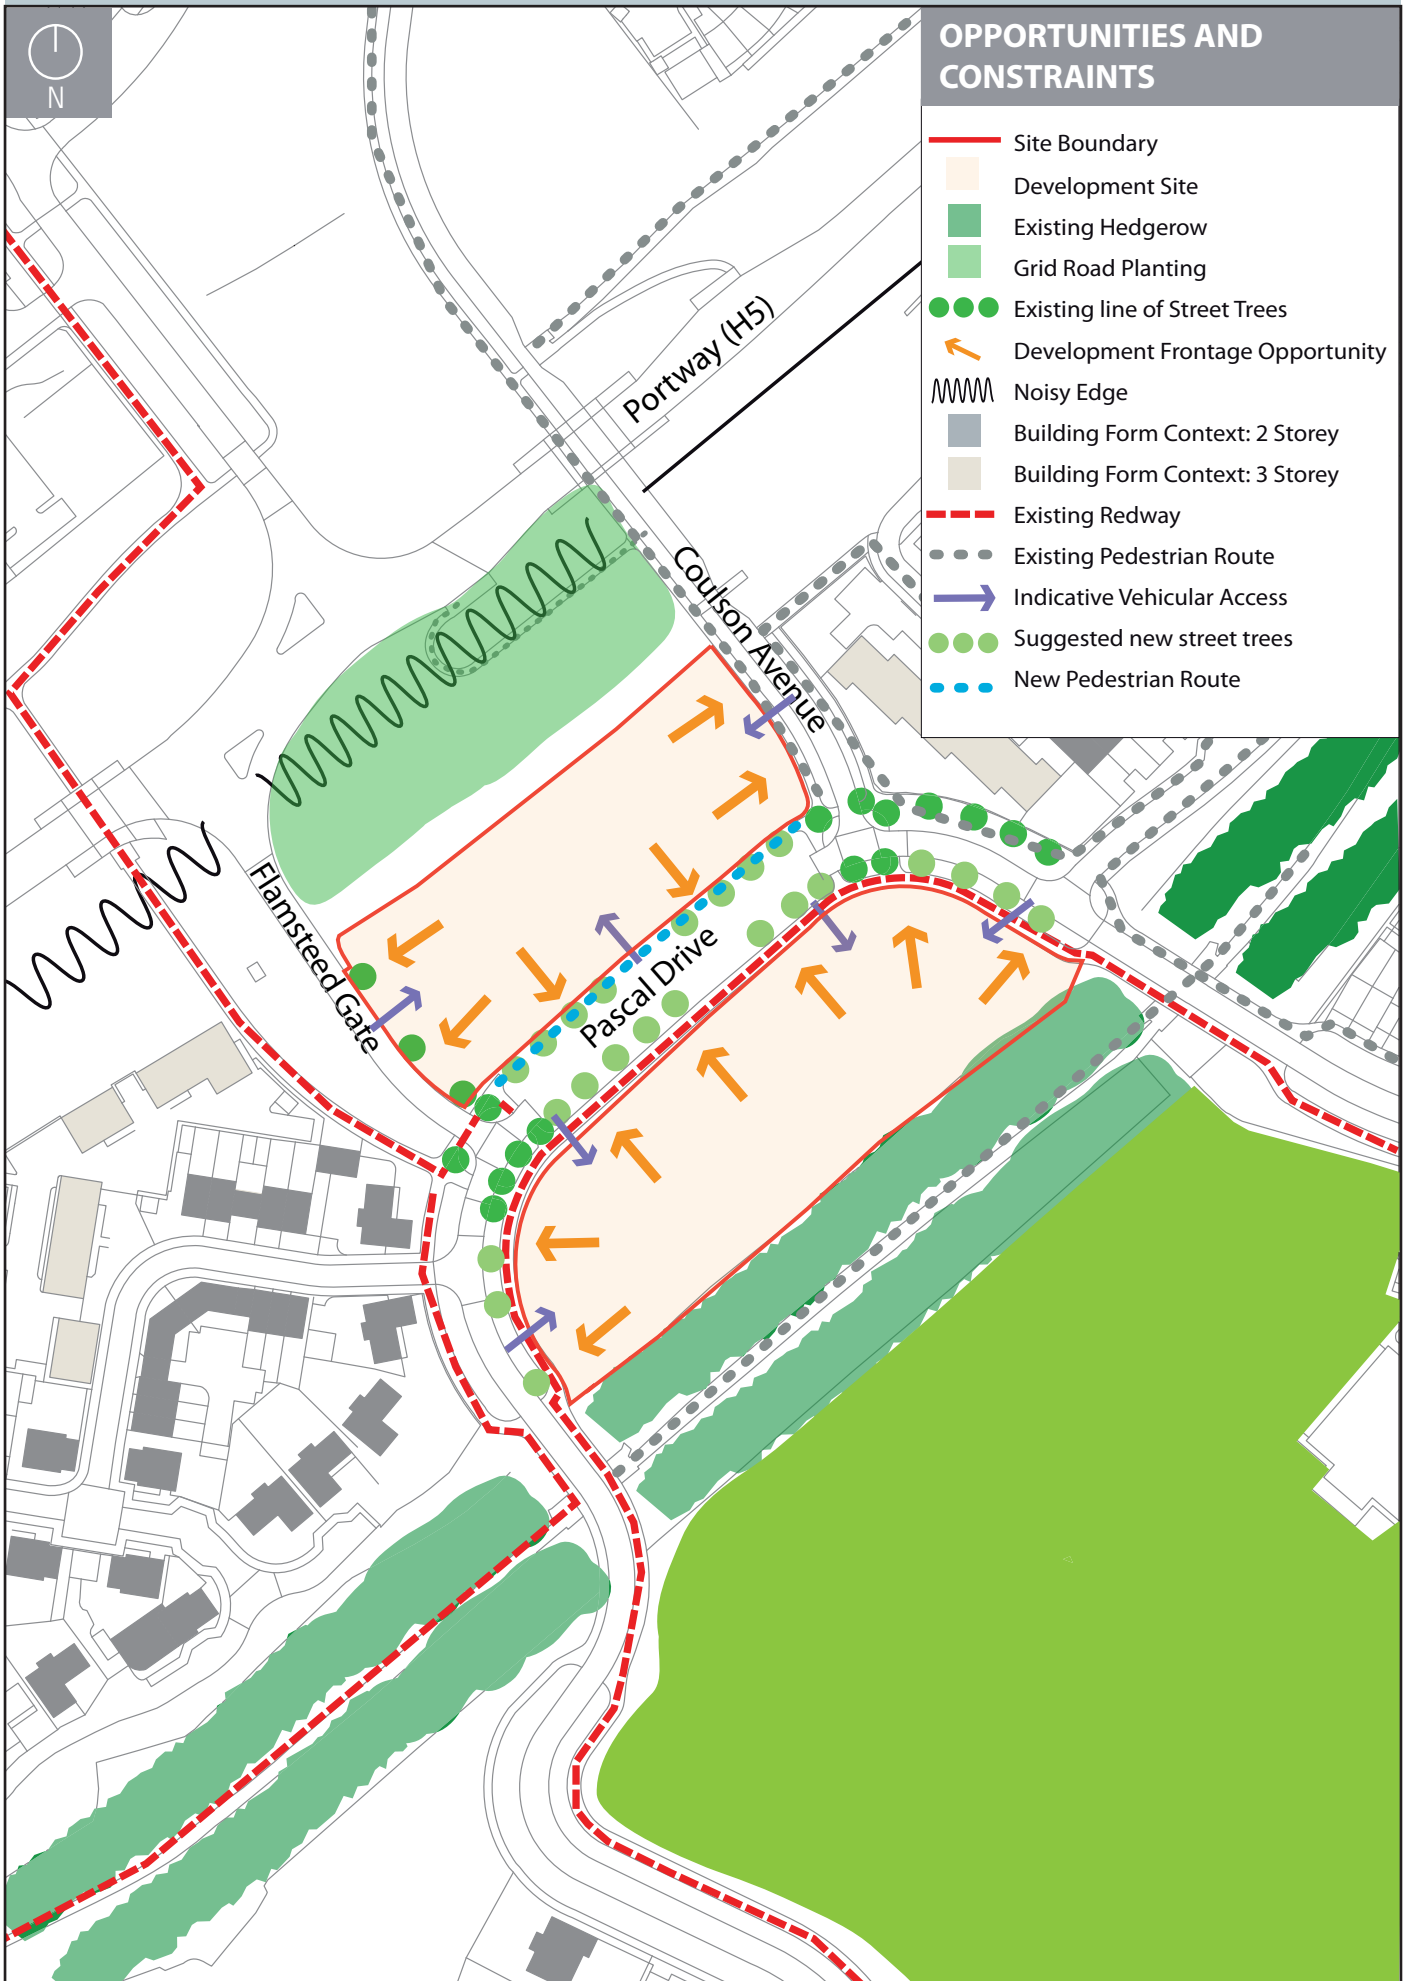 N
OPPORTUNITIES AND
CONSTRAINTS
Site Boundary
Development Site
Existing Hedgerow
Grid Road Planting
Existing line of Street Trees
Development Frontage Opportunity
Noisy Edge
Building Form Context: 2 Storey
Building Form Context: 3 Storey
Existing Redway
Existing Pedestrian Route
Indicative Vehicular Access
Suggested new street trees
New Pedestrian Route
Portway (H5)
Coulson Avenue
Flamsteed Gate
Pascal Drive